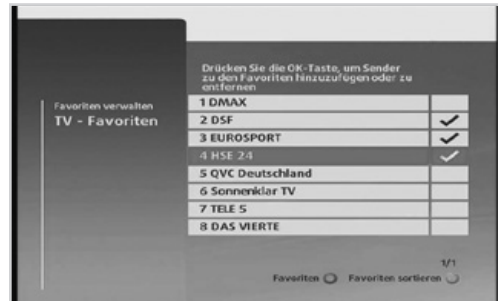 Drücken Sie die OK-Taste, um Sender
zu den Favoriten hinzuzufügen oder zu
entfernen
Favoriten verwalten
TV - Favoriten
1 DMAX
2 DSF
3 EUROSPORT
4 HSE 24
5 QVC Deutschland
6 Sonnenklar TV
7 TELE 5
8 DAS VIERTE
1/1
Favoriten
Favoriten sortieren